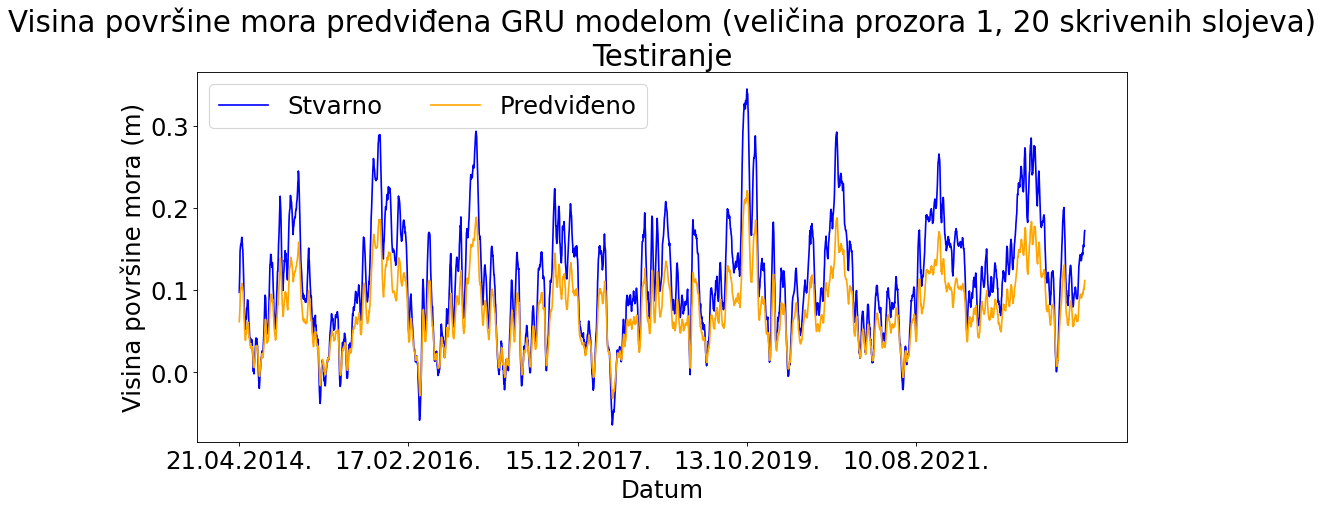 Visina površine mora predviđena GRU modelom (veličina prozora 1, 20 skrivenih slojeva)
Testiranje
Stvarno Predviđeno
Visina površine mora (m)
0.3
0.2
0.1
0.0
21.04.2014. 17.02.2016. 15.12.2017. 13.10.2019. 10.08.2021.
Datum